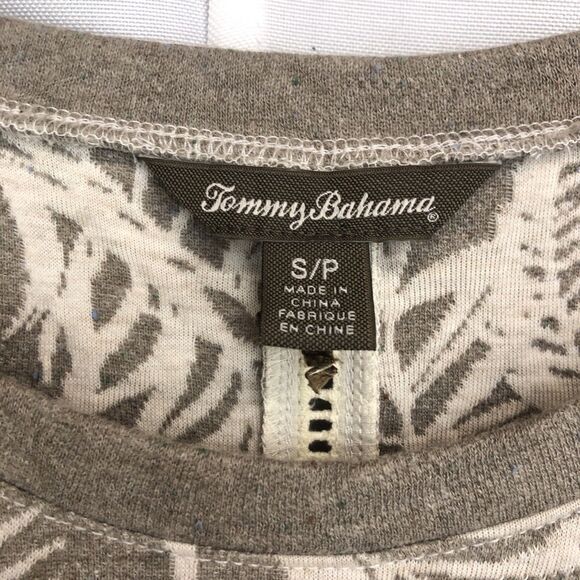 Tommy Bahama®
S/P
MADE IN
CHINA
FABRIQUE
EN CHINE